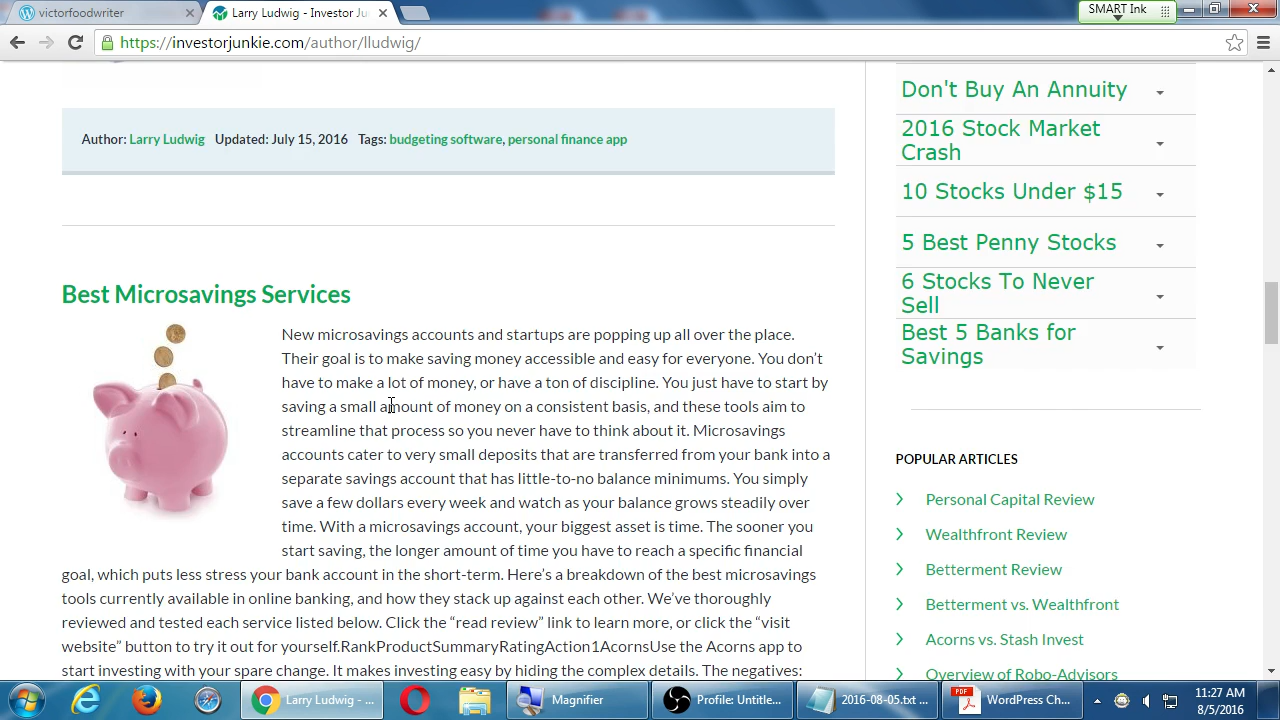 victorfoodwriter
Larry Ludwig - Investor Ju
SMART Ink
https://investorjunkie.com/author/lludwig/
Author: Larry Ludwig Updated: July 15, 2016 Tags: budgeting software, personal finance app
Best Microsavings Services
New microsavings accounts and startups are popping up all over the place.
Their goal is to make saving money accessible and easy for everyone. You don't
have to make a lot of money, or have a ton of discipline. You just have to start by
saving a small amount of money on a consistent basis, and these tools aim to
streamline that process so you never have to think about it. Microsavings
accounts cater to very small deposits that are transferred from your bank into a
separate savings account that has little-to-no balance minimums. You simply
save a few dollars every week and watch as your balance grows steadily over
time. With a microsavings account, your biggest asset is time. The sooner you
start saving, the longer amount of time you have to reach a specific financial
goal, which puts less stress your bank account in the short-term. Here's a breakdown of the best microsavings
tools currently available in online banking, and how they stack up against each other. We've thoroughly
reviewed and tested each service listed below. Click the “read review” link to learn more, or click the “visit
website” button to try it out for yourself.RankProductSummaryRatingAction1AcornsUse the Acorns app to
start investing with your spare change. It makes investing easy by hiding the complex details. The negatives:
Don't Buy An Annuity
2016 Stock Market
Crash
10 Stocks Under $15
5 Best Penny Stocks
6 Stocks To Never
Sell
Best 5 Banks for
Savings
POPULAR ARTICLES
Personal Capital Review
Wealthfront Review
Betterment Review
Betterment vs. Wealthfront
Acorns vs. Stash Invest
Overview of Robo-Advisors
Larry Ludwig - ...
Magnifier
Profile: Untitle...
2016-08-05.txt ...
PDF
WordPress Ch...
11:27 AM
8/5/2016